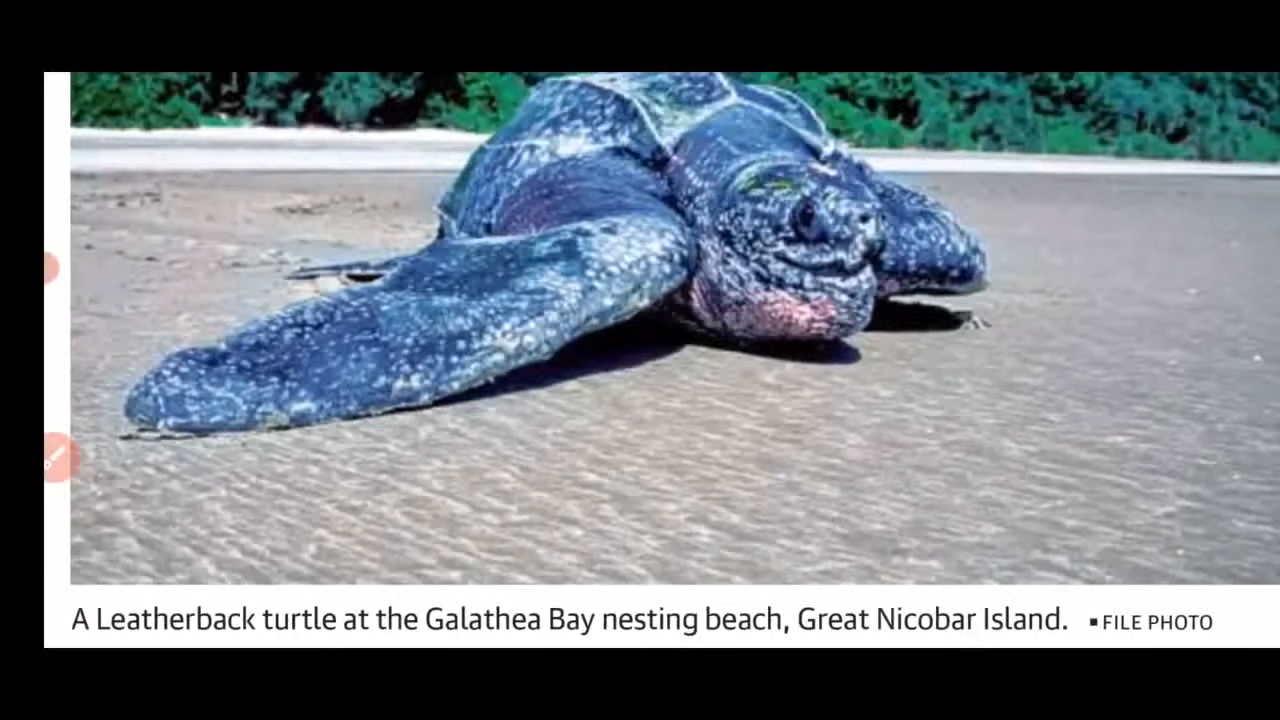 A Leatherback turtle at the Galathea Bay nesting beach, Great Nicobar Island. ▪FILE PHOTO